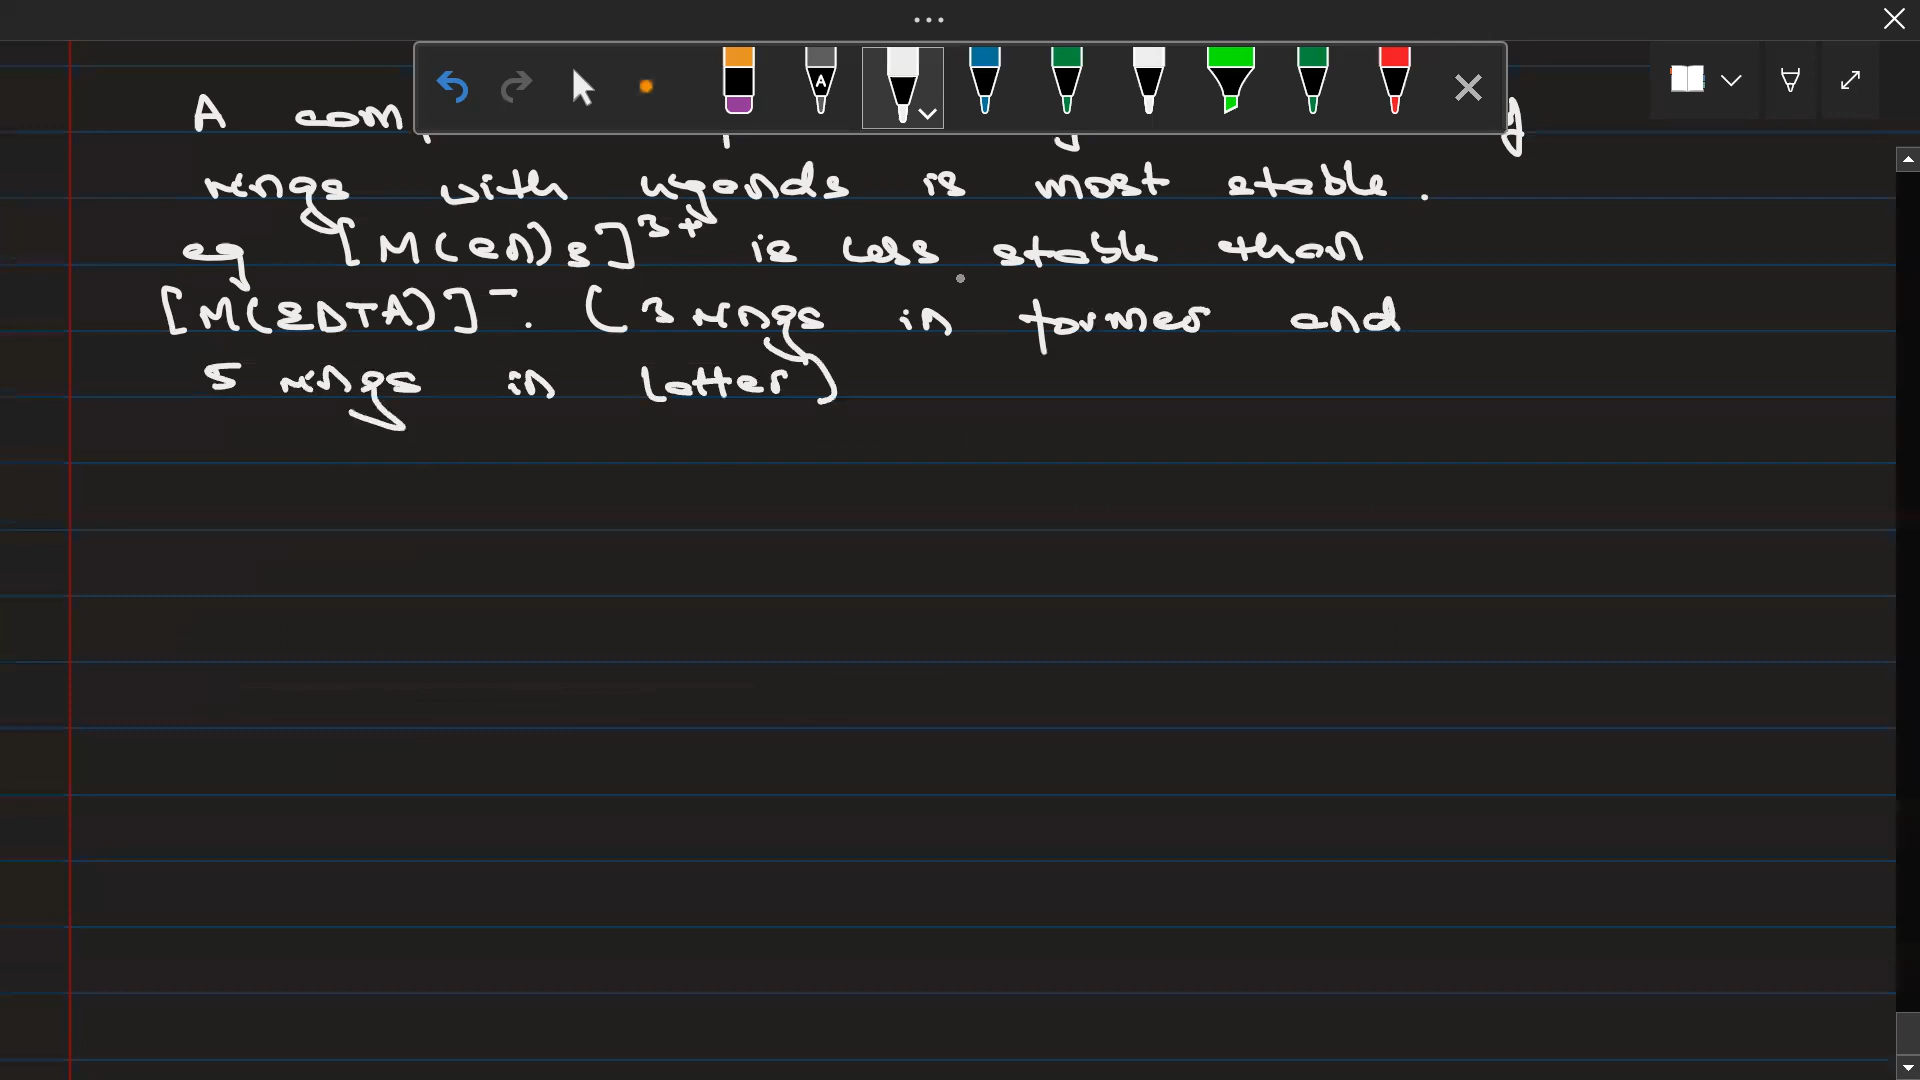 A com
rings with ligands is most stable.
eg [M(en)3]3+ is less stable than
[M(EDTA)]–. (3 rings in former and
5 rings in latter)